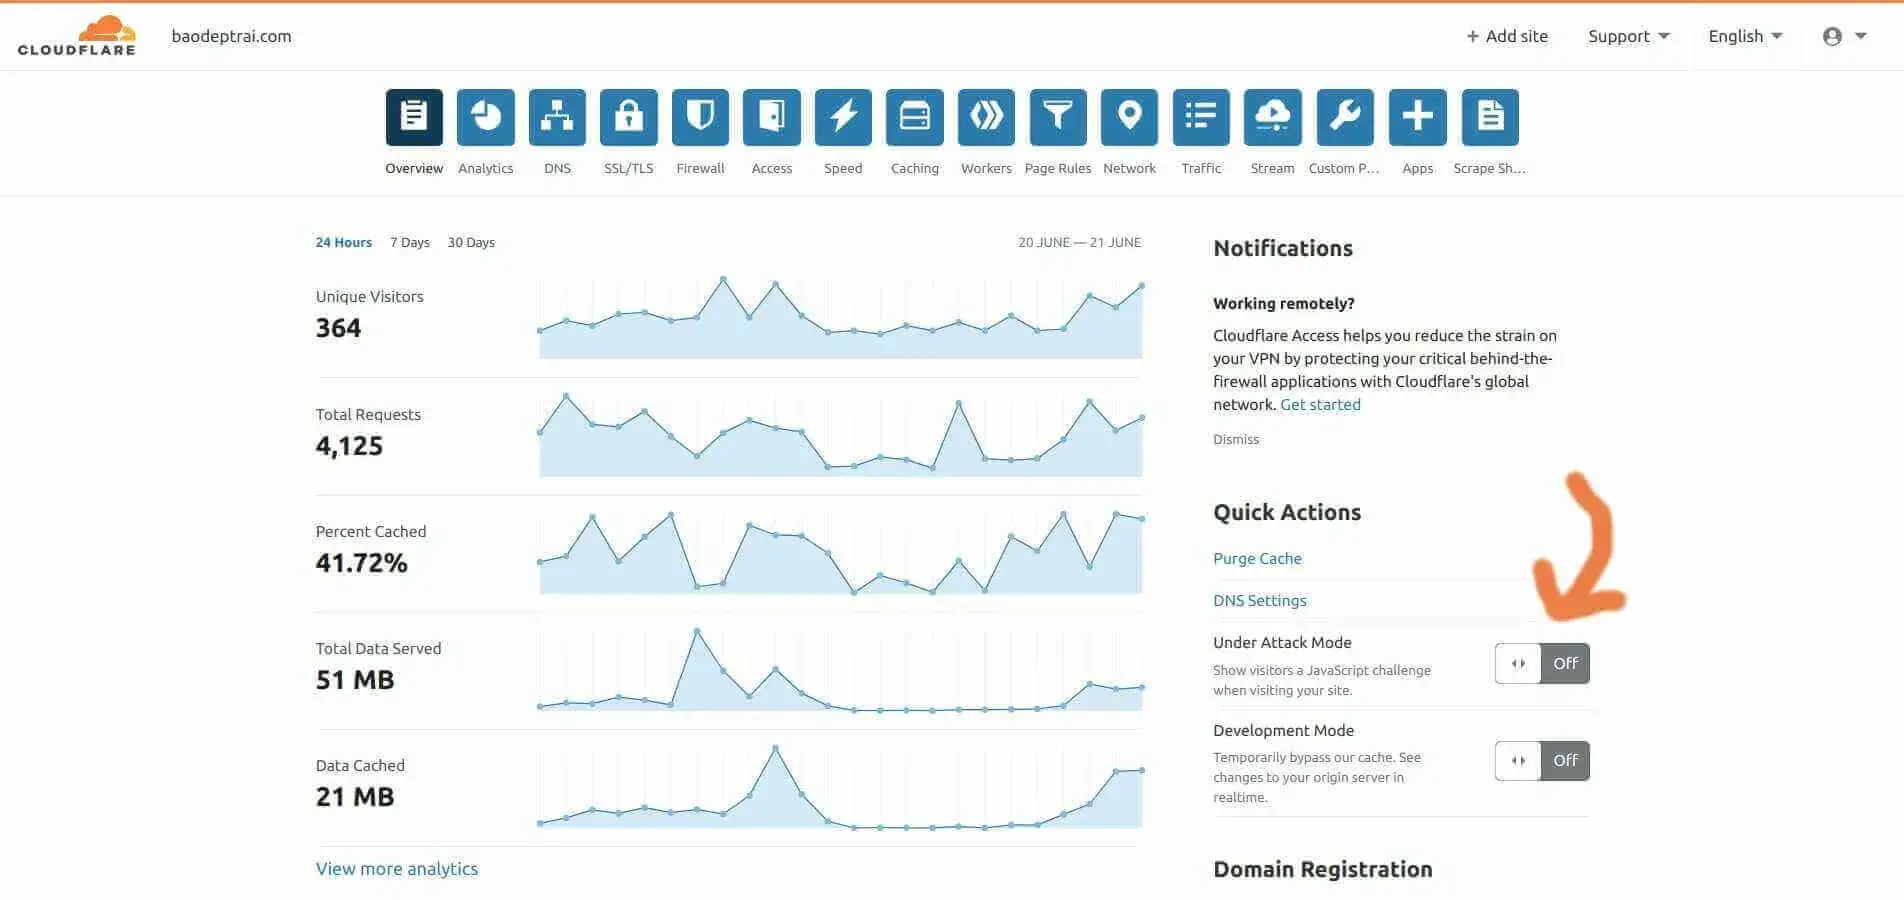 CLOUDFLARE
baodeptrai.com
+ Add site
Support
English
Overview
Analytics
DNS
SSL/TLS
Firewall
Access
Speed
Caching
Workers
Page Rules
Network
Traffic
Stream
Custom P...
Apps
Scrape Sh...
24 Hours
7 Days
30 Days
20 JUNE — 21 JUNE
Unique Visitors
364
Total Requests
4,125
Percent Cached
41.72%
Total Data Served
51 MB
Data Cached
21 MB
View more analytics
Notifications
Working remotely?
Cloudflare Access helps you reduce the strain on
your VPN by protecting your critical behind-the-
firewall applications with Cloudflare's global
network. Get started
Dismiss
Quick Actions
Purge Cache
DNS Settings
Under Attack Mode
Show visitors a JavaScript challenge
when visiting your site.
Off
Development Mode
Temporarily bypass our cache. See
changes to your origin server in
realtime.
Off
Domain Registration